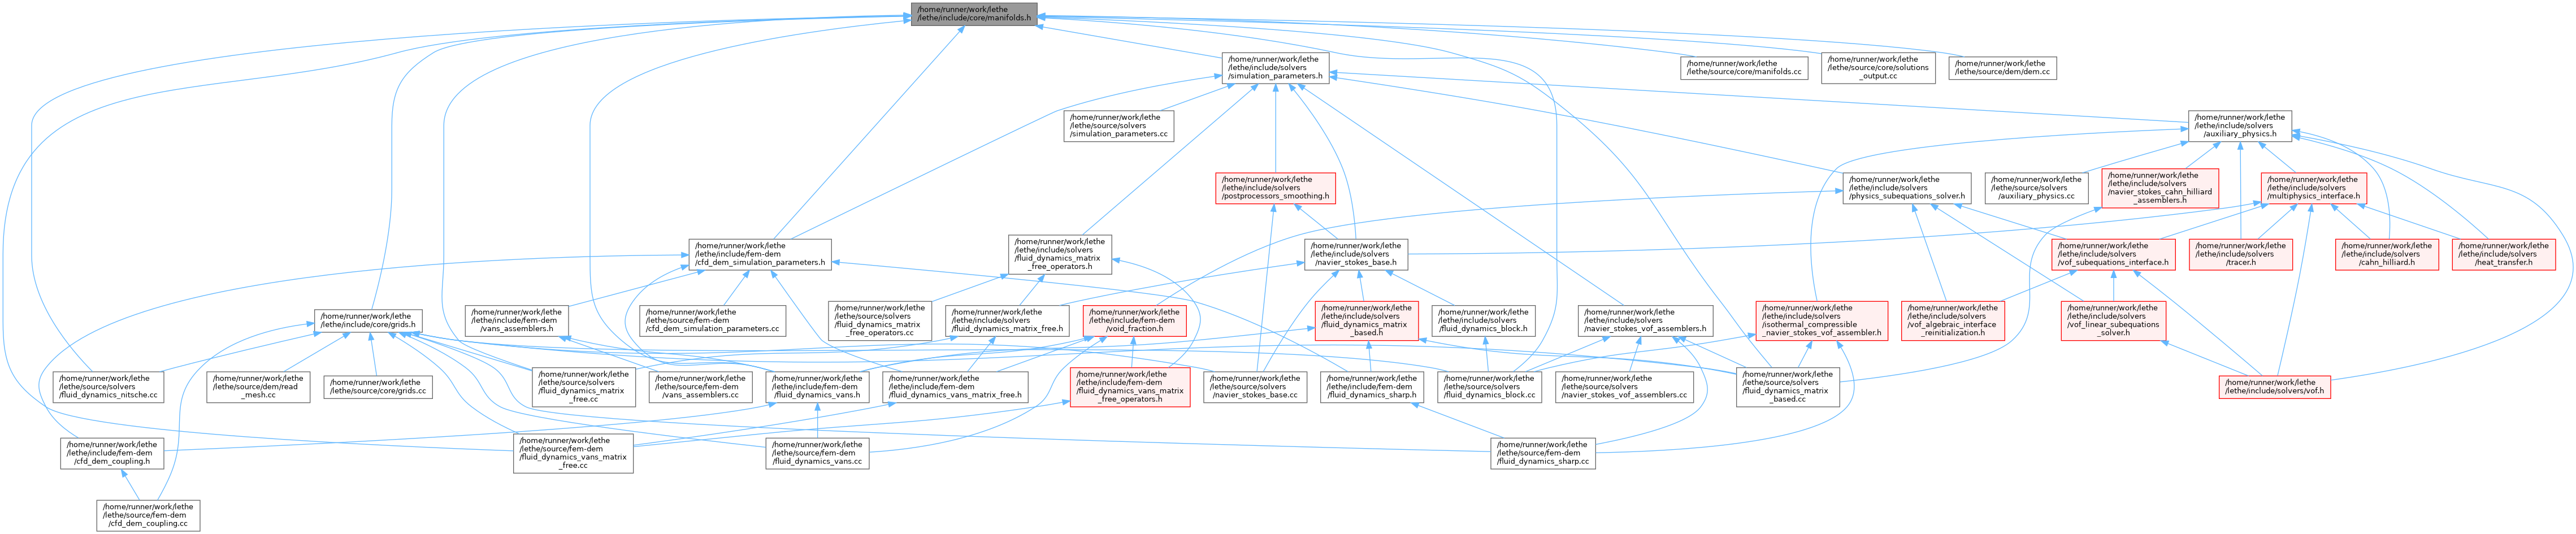 /home/runner/work/lethe
/lethe/include/core/manifolds.h
/home/runner/work/lethe
/lethe/include/solvers
/simulation_parameters.h
/home/runner/work/lethe
/lethe/source/core/manifolds.cc
/home/runner/work/lethe
/lethe/source/core/solutions
_output.cc
/home/runner/work/lethe
/lethe/source/dem/dem.cc
/home/runner/work/lethe
/lethe/source/solvers
/simulation_parameters.cc
/home/runner/work/lethe
/lethe/include/solvers
/auxiliary_physics.h
/home/runner/work/lethe
/lethe/include/solvers
/postprocessors_smoothing.h
/home/runner/work/lethe
/lethe/include/solvers
/physics_subequations_solver.h
/home/runner/work/lethe
/lethe/source/solvers
/auxiliary_physics.cc
/home/runner/work/lethe
/lethe/include/solvers
/navier_stokes_cahn_hilliard
_assemblers.h
/home/runner/work/lethe
/lethe/include/solvers
/multiphysics_interface.h
/home/runner/work/lethe
/lethe/include/fem-dem
/cfd_dem_simulation_parameters.h
/home/runner/work/lethe
/lethe/include/solvers
/fluid_dynamics_matrix
_free_operators.h
/home/runner/work/lethe
/lethe/include/solvers
/navier_stokes_base.h
/home/runner/work/lethe
/lethe/include/solvers
/vof_subequations_interface.h
/home/runner/work/lethe
/lethe/include/solvers
/tracer.h
/home/runner/work/lethe
/lethe/include/solvers
/cahn_hilliard.h
/home/runner/work/lethe
/lethe/include/solvers
/heat_transfer.h
/home/runner/work/lethe
/lethe/include/core/grids.h
/home/runner/work/lethe
/lethe/include/fem-dem
/vans_assemblers.h
/home/runner/work/lethe
/lethe/source/fem-dem
/cfd_dem_simulation_parameters.cc
/home/runner/work/lethe
/lethe/source/solvers
/fluid_dynamics_matrix
_free_operators.cc
/home/runner/work/lethe
/lethe/include/solvers
/fluid_dynamics_matrix_free.h
/home/runner/work/lethe
/lethe/include/fem-dem
/void_fraction.h
/home/runner/work/lethe
/lethe/include/solvers
/fluid_dynamics_matrix
_based.h
/home/runner/work/lethe
/lethe/include/solvers
/fluid_dynamics_block.h
/home/runner/work/lethe
/lethe/include/solvers
/navier_stokes_vof_assemblers.h
/home/runner/work/lethe
/lethe/include/solvers
/isothermal_compressible
_navier_stokes_vof_assembler.h
/home/runner/work/lethe
/lethe/include/solvers
/vof_algebraic_interface
_reinitialization.h
/home/runner/work/lethe
/lethe/include/solvers
/vof_linear_subequations
_solver.h
/home/runner/work/lethe
/lethe/source/solvers
/fluid_dynamics_nitsche.cc
/home/runner/work/lethe
/lethe/source/dem/read
_mesh.cc
/home/runner/work/lethe
/lethe/source/core/grids.cc
/home/runner/work/lethe
/lethe/source/solvers
/fluid_dynamics_matrix
_free.cc
/home/runner/work/lethe
/lethe/source/fem-dem
/vans_assemblers.cc
/home/runner/work/lethe
/lethe/include/fem-dem
/fluid_dynamics_vans.h
/home/runner/work/lethe
/lethe/include/fem-dem
/fluid_dynamics_vans_matrix_free.h
/home/runner/work/lethe
/lethe/include/fem-dem
/fluid_dynamics_vans_matrix
_free_operators.h
/home/runner/work/lethe
/lethe/source/solvers
/navier_stokes_base.cc
/home/runner/work/lethe
/lethe/include/fem-dem
/fluid_dynamics_sharp.h
/home/runner/work/lethe
/lethe/source/solvers
/fluid_dynamics_block.cc
/home/runner/work/lethe
/lethe/source/solvers
/navier_stokes_vof_assemblers.cc
/home/runner/work/lethe
/lethe/source/solvers
/fluid_dynamics_matrix
_based.cc
/home/runner/work/lethe
/lethe/include/solvers/vof.h
/home/runner/work/lethe
/lethe/include/fem-dem
/cfd_dem_coupling.h
/home/runner/work/lethe
/lethe/source/fem-dem
/fluid_dynamics_vans_matrix
_free.cc
/home/runner/work/lethe
/lethe/source/fem-dem
/fluid_dynamics_vans.cc
/home/runner/work/lethe
/lethe/source/fem-dem
/fluid_dynamics_sharp.cc
/home/runner/work/lethe
/lethe/source/fem-dem
/cfd_dem_coupling.cc